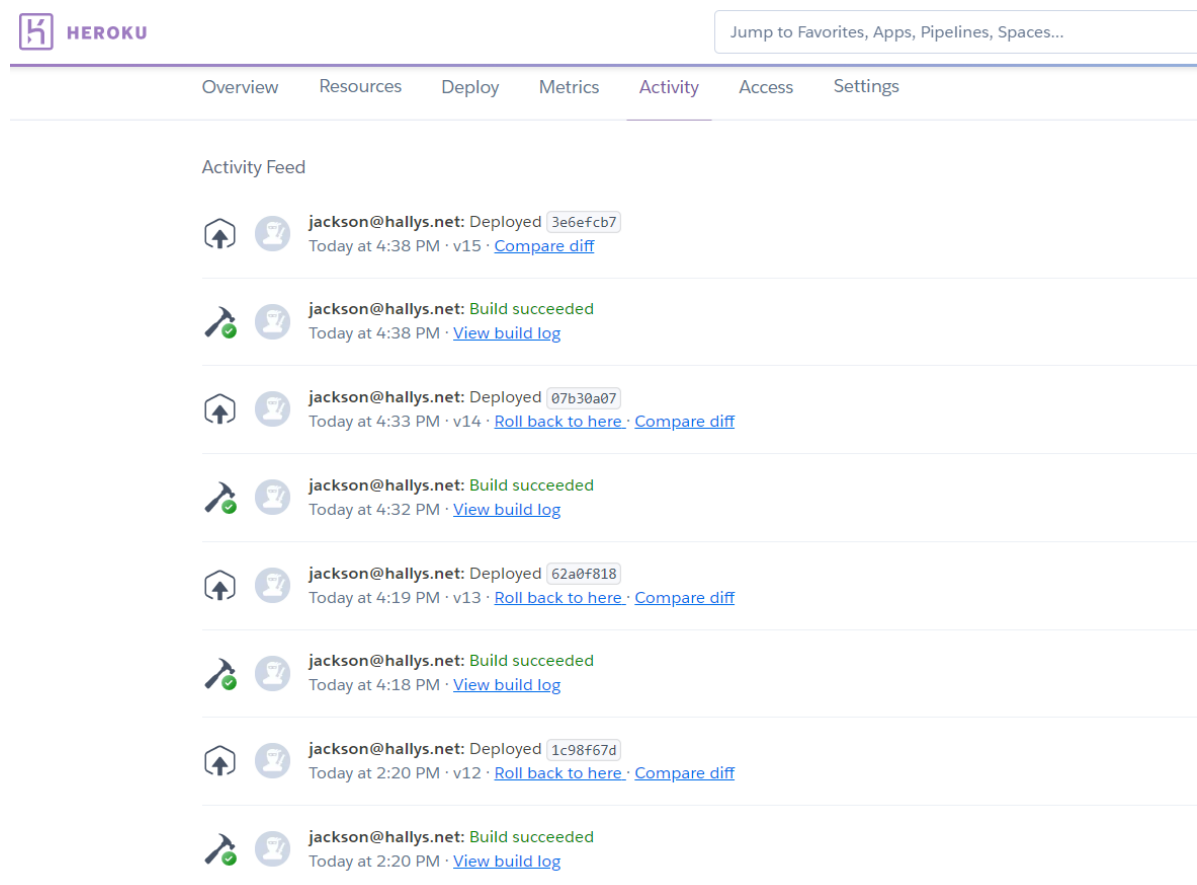 HEROKU
Jump to Favorites, Apps, Pipelines, Spaces...
Overview Resources Deploy Metrics Activity Access Settings
Activity Feed
jackson@hallys.net: Deployed 3e6efcb7
Today at 4:38 PM · v15 · Compare diff
jackson@hallys.net: Build succeeded
Today at 4:38 PM · View build log
jackson@hallys.net: Deployed 07b30a07
Today at 4:33 PM · v14 · Roll back to here · Compare diff
jackson@hallys.net: Build succeeded
Today at 4:32 PM · View build log
jackson@hallys.net: Deployed 62a0f818
Today at 4:19 PM · v13 · Roll back to here · Compare diff
jackson@hallys.net: Build succeeded
Today at 4:18 PM · View build log
jackson@hallys.net: Deployed 1c98f67d
Today at 2:20 PM · v12 · Roll back to here · Compare diff
jackson@hallys.net: Build succeeded
Today at 2:20 PM · View build log